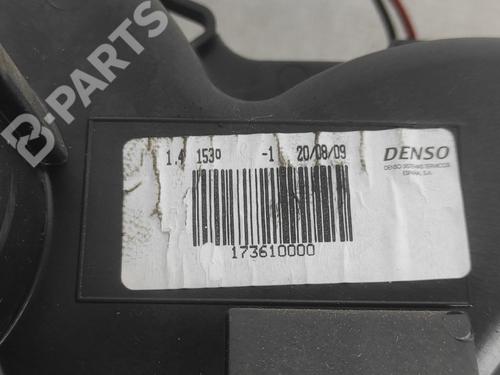 B-PARTS
1.4 153º -1 20/08/09 DENSO
DENSO SISTEMAS TERMICOS
ESPAÑA, S.A.
173610000